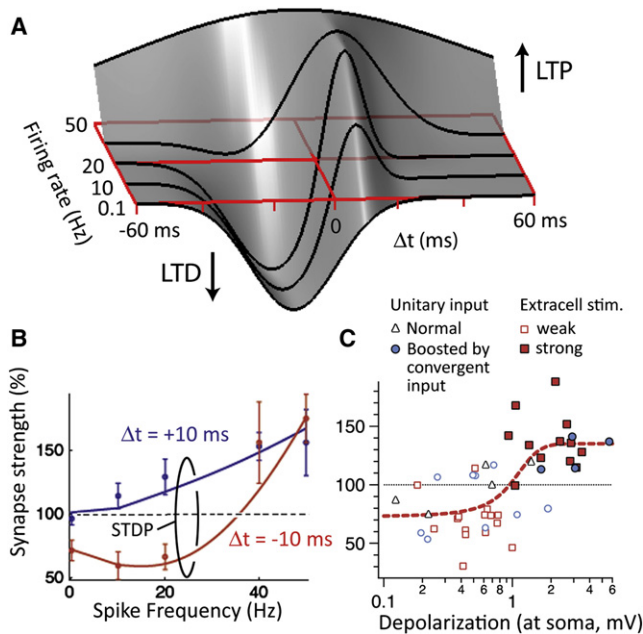 A
LTP
Firing rate (Hz)
50
20
10
0.1
-60 ms
0
60 ms
Δt (ms)
LTD
B
Synapse strength (%)
150
100
50
Δt = +10 ms
STDP
Δt = -10 ms
0
20
40
Spike Frequency (Hz)
C
Unitary input
Normal
Boosted by
convergent
input
Extracell stim.
weak
strong
150
100
50
0.1
2
4
6
8
1
2
4
6
Depolarization (at soma, mV)